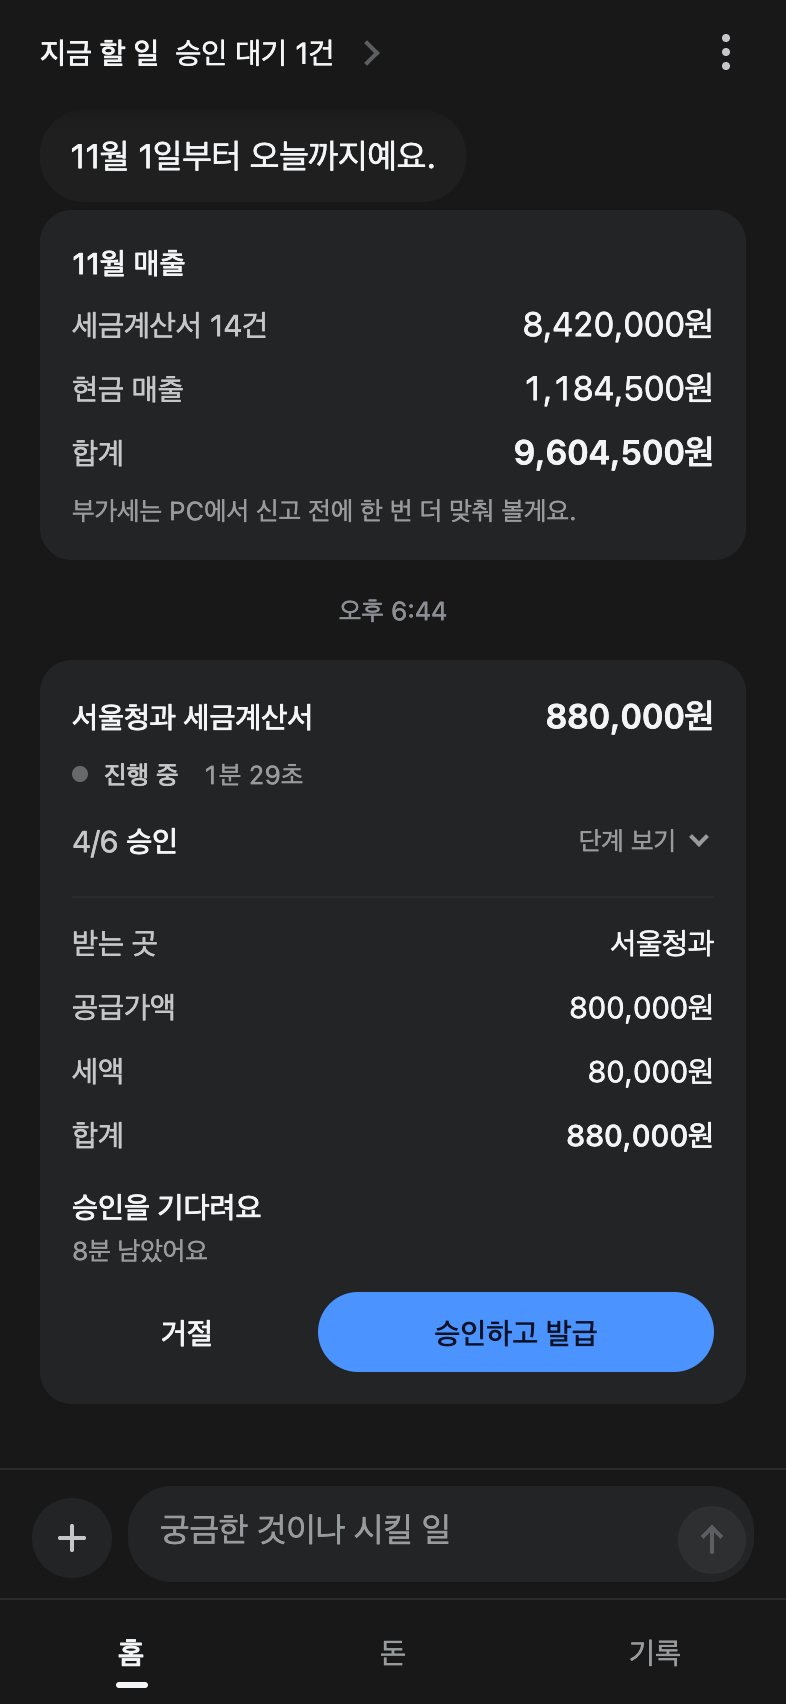 지금 할 일 승인 대기 1건
11월 1일부터 오늘까지예요.
11월 매출
세금계산서 14건 8,420,000원
현금 매출 1,184,500원
합계 9,604,500원
부가세는 PC에서 신고 전에 한 번 더 맞춰 볼게요.
오후 6:44
서울청과 세금계산서 880,000원
진행 중 1분 29초
4/6 승인 단계 보기
받는 곳 서울청과
공급가액 800,000원
세액 80,000원
합계 880,000원
승인을 기다려요
8분 남았어요
거절 승인하고 발급
궁금한 것이나 시킬 일
홈 돈 기록